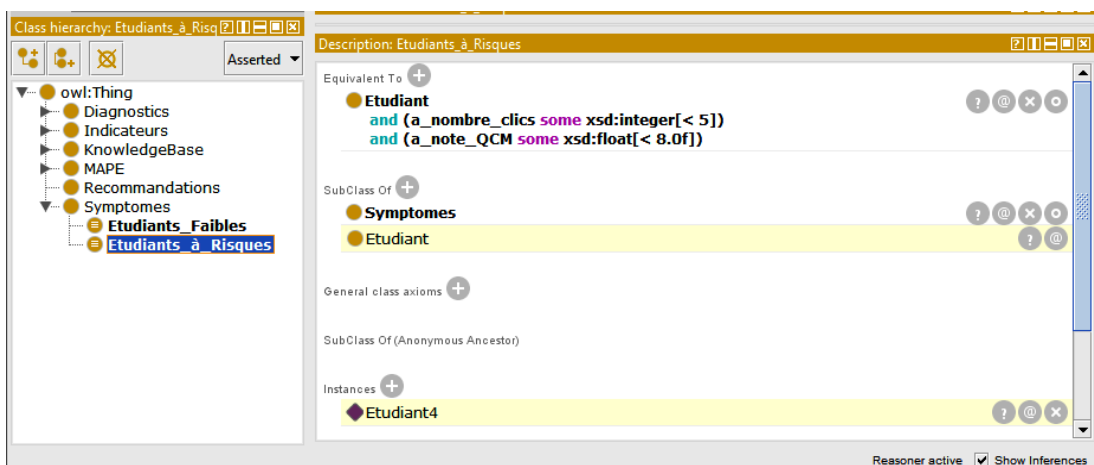 Class hierarchy: Etudiants_à_Risq
Asserted
owl:Thing
Diagnostics
Indicateurs
KnowledgeBase
MAPE
Recommandations
Symptomes
Etudiants_Faibles
Etudiants_à_Risques
Description: Etudiants_à_Risques
Equivalent To
Etudiant
and (a_nombre_clics some xsd:integer[< 5])
and (a_note_QCM some xsd:float[< 8.0f])
SubClass Of
Symptomes
Etudiant
General class axioms
SubClass Of (Anonymous Ancestor)
Instances
Etudiant4
Reasoner active Show Inferences